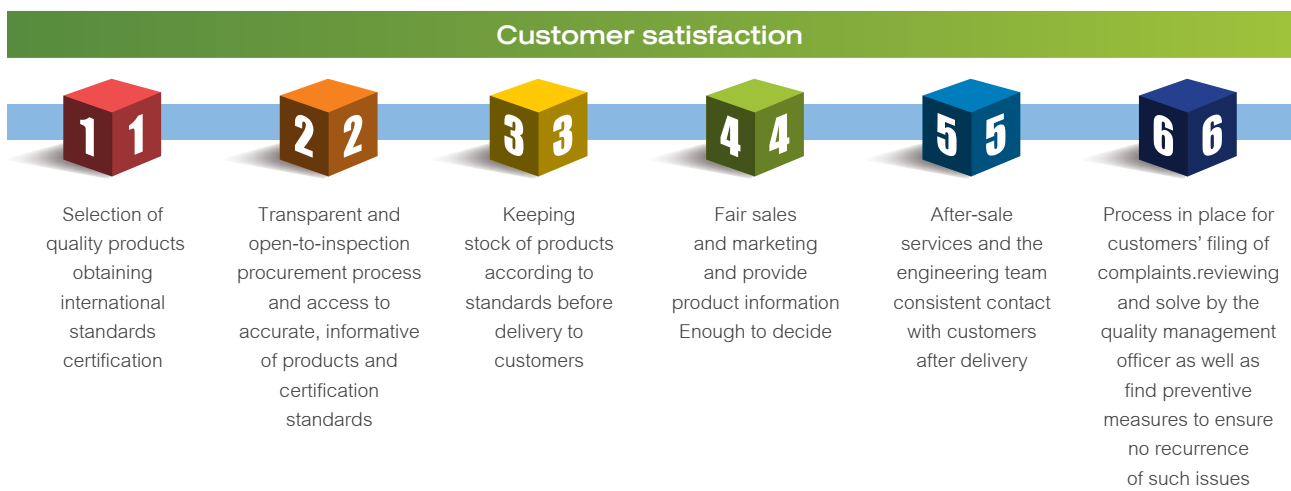 Customer satisfaction
1 1
Selection of
quality products
obtaining
international
standards
certification
2 2
Transparent and
open-to-inspection
procurement process
and access to
accurate, informative
of products and
certification
standards
3 3
Keeping
stock of products
according to
standards before
delivery to
customers
4 4
Fair sales
and marketing
and provide
product information
Enough to decide
5 5
After-sale
services and the
engineering team
consistent contact
with customers
after delivery
6 6
Process in place for
customers’ filing of
complaints.reviewing
and solve by the
quality management
officer as well as
find preventive
measures to ensure
no recurrence
of such issues